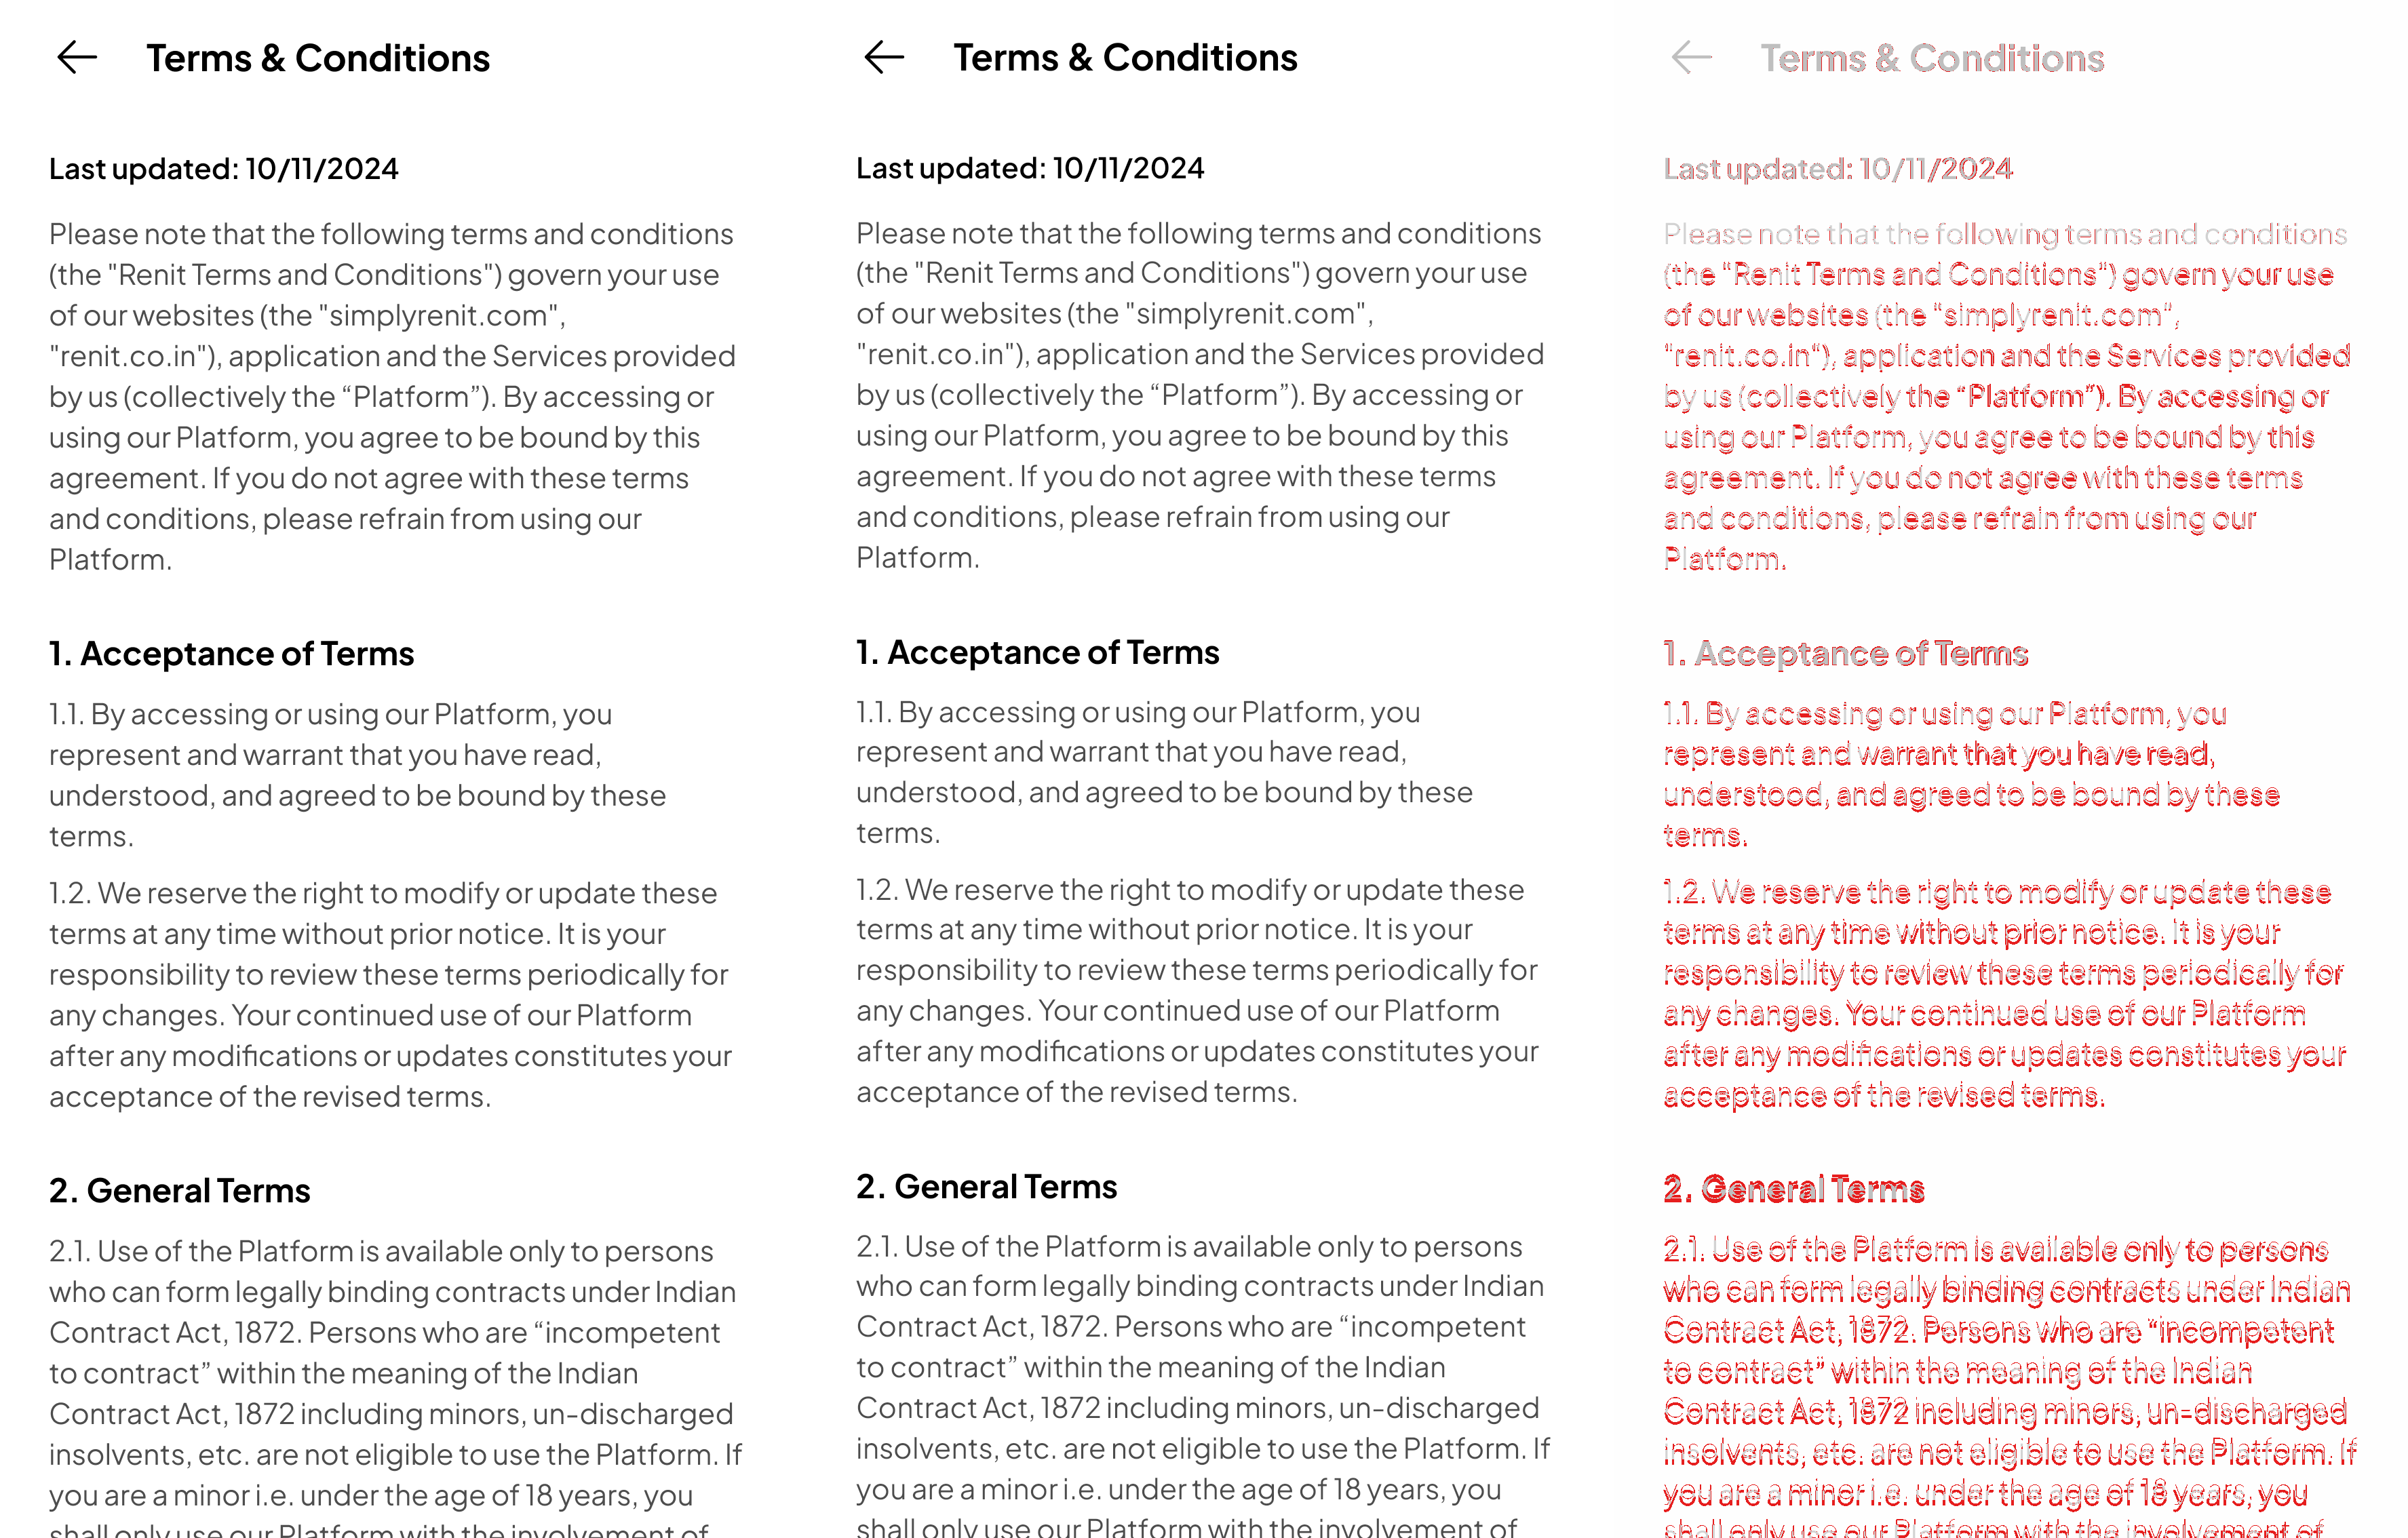 Terms & Conditions
Last updated: 10/11/2024
Please note that the following terms and conditions
(the "Renit Terms and Conditions") govern your use
of our websites (the "simplyrenit.com",
"renit.co.in"), application and the Services provided
by us (collectively the “Platform”). By accessing or
using our Platform, you agree to be bound by this
agreement. If you do not agree with these terms
and conditions, please refrain from using our
Platform.
1. Acceptance of Terms
1.1. By accessing or using our Platform, you
represent and warrant that you have read,
understood, and agreed to be bound by these
terms.
1.2. We reserve the right to modify or update these
terms at any time without prior notice. It is your
responsibility to review these terms periodically for
any changes. Your continued use of our Platform
after any modifications or updates constitutes your
acceptance of the revised terms.
2. General Terms
2.1. Use of the Platform is available only to persons
who can form legally binding contracts under Indian
Contract Act, 1872. Persons who are “incompetent
to contract” within the meaning of the Indian
Contract Act, 1872 including minors, un-discharged
insolvents, etc. are not eligible to use the Platform. If
you are a minor i.e. under the age of 18 years, you
shall only use our Platform with the involvement of
Terms & Conditions
Last updated: 10/11/2024
Please note that the following terms and conditions
(the "Renit Terms and Conditions") govern your use
of our websites (the "simplyrenit.com",
"renit.co.in"), application and the Services provided
by us (collectively the “Platform”). By accessing or
using our Platform, you agree to be bound by this
agreement. If you do not agree with these terms
and conditions, please refrain from using our
Platform.
1. Acceptance of Terms
1.1. By accessing or using our Platform, you
represent and warrant that you have read,
understood, and agreed to be bound by these
terms.
1.2. We reserve the right to modify or update these
terms at any time without prior notice. It is your
responsibility to review these terms periodically for
any changes. Your continued use of our Platform
after any modifications or updates constitutes your
acceptance of the revised terms.
2. General Terms
2.1. Use of the Platform is available only to persons
who can form legally binding contracts under Indian
Contract Act, 1872. Persons who are “incompetent
to contract” within the meaning of the Indian
Contract Act, 1872 including minors, un-discharged
insolvents, etc. are not eligible to use the Platform. If
you are a minor i.e. under the age of 18 years, you
shall only use our Platform with the involvement of
Terms & Conditions
Last updated: 10/11/2024
Please note that the following terms and conditions
(the "Renit Terms and Conditions") govern your use
of our websites (the "simplyrenit.com",
"renit.co.in"), application and the Services provided
by us (collectively the “Platform”). By accessing or
using our Platform, you agree to be bound by this
agreement. If you do not agree with these terms
and conditions, please refrain from using our
Platform.
1. Acceptance of Terms
1.1. By accessing or using our Platform, you
represent and warrant that you have read,
understood, and agreed to be bound by these
terms.
1.2. We reserve the right to modify or update these
terms at any time without prior notice. It is your
responsibility to review these terms periodically for
any changes. Your continued use of our Platform
after any modifications or updates constitutes your
acceptance of the revised terms.
2. General Terms
2.1. Use of the Platform is available only to persons
who can form legally binding contracts under Indian
Contract Act, 1872. Persons who are “incompetent
to contract” within the meaning of the Indian
Contract Act, 1872 including minors, un-discharged
insolvents, etc. are not eligible to use the Platform. If
you are a minor i.e. under the age of 18 years, you
shall only use our Platform with the involvement of